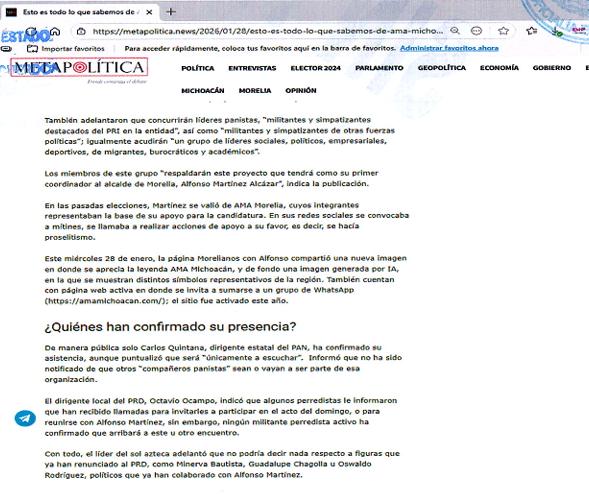 Esto es todo lo que sabemos de A
https://metapolitica.news/2026/01/28/esto-es-todo-lo-que-sabemos-de-ama-micho...
ESTADO.
Importar favoritos
Para acceder rápidamente, coloca tus favoritos aquí en la barra de favoritos. Administrar favoritos ahora
METAPOLÍTICA
POLÍTICA ENTREVISTAS ELECTOR 2024 PARLAMENTO GEOPOLÍTICA ECONOMÍA GOBIERNO E
MICHOACÁN MORELIA OPINIÓN
También adelantaron que concurrirán líderes panistas, "militantes y simpatizantes
destacados del PRI en la entidad", así como "militantes y simpatizantes de otras fuerzas
políticas"; igualmente acudirán "un grupo de líderes sociales, políticos, empresariales,
deportivos, de migrantes, burocráticos y académicos".
Los miembros de este grupo "respaldarán este proyecto que tendrá como su primer
coordinador al alcalde de Morelia, Alfonso Martínez Alcázar", indica la publicación.
En las pasadas elecciones, Martínez se valió de AMA Morelia, cuyos integrantes
representaban la base de su apoyo para la candidatura. En sus redes sociales se convocaba
a mítines, se llamaba a realizar acciones de apoyo a su favor, es decir, se hacía
proselitismo.
Este miércoles 28 de enero, la página Morelianos con Alfonso compartió una nueva imagen
en donde se aprecia la leyenda AMA Michoacán, y de fondo una imagen generada por IA,
en la que se muestran distintos símbolos representativos de la region. También cuentan
con página web activa en donde se invita a sumarse a un grupo de WhatsApp
(https://amamichoacan.com/); el sitio fue activado este año.
¿Quiénes han confirmado su presencia?
De manera pública solo Carlos Quintana, dirigente estatal del PAN, ha confirmado su
asistencia, aunque puntualizó que será "únicamente a escuchar". Informó que no ha sido
notificado de que otros "compañeros panistas" sean o vayan a ser parte de esa
organización.
El dirigente local del PRD, Octavio Ocampo, indicó que algunos perredistas le informaron
que han recibido llamadas para invitarles a participar en el acto del domingo, o para
reunirse con Alfonso Martínez, sin embargo, ningún militante perredista activo ha
confirmado que arribará a este u otro encuentro.
Con todo, el líder del sol azteca adelantó que no podría decir nada respecto a figuras que
ya han renunciado al PRD, como Minerva Bautista, Guadalupe Chagolla u Oswaldo
Rodríguez, políticos que ya han colaborado con Alfonso Martínez.